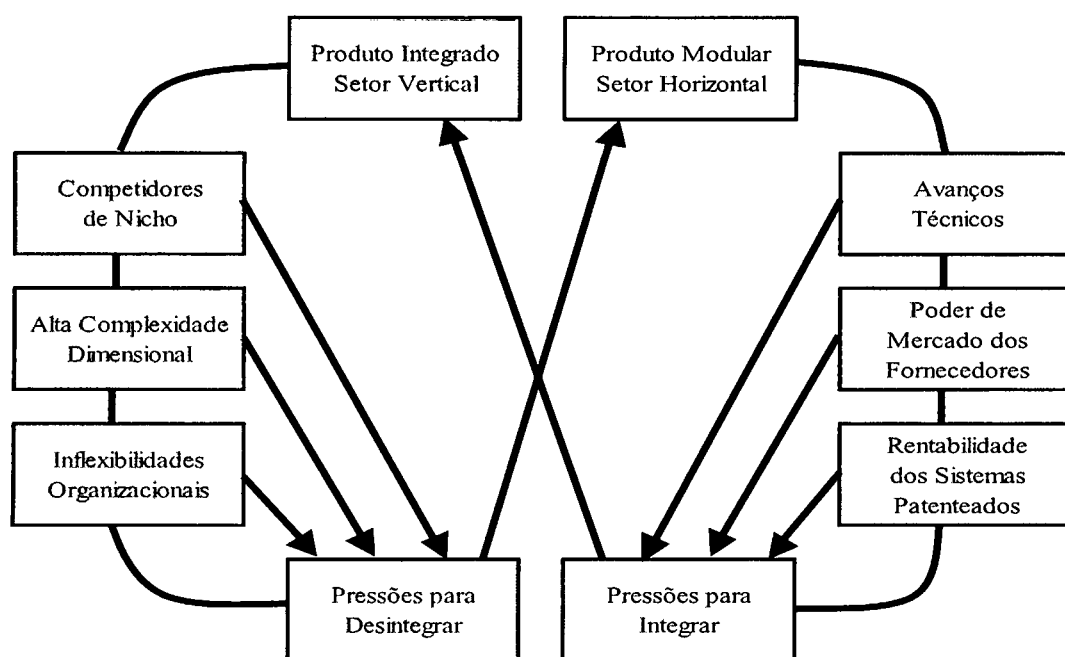 Produto Integrado
Setor Vertical
Produto Modular
Setor Horizontal
Competidores
de Nicho
Avanços
Técnicos
Alta Complexidade
Dimensional
Poder de
Mercado dos
Fornecedores
Inflexibilidades
Organizacionais
Rentabilidade
dos Sistemas
Patenteados
Pressões para
Desintegrar
Pressões para
Integrar